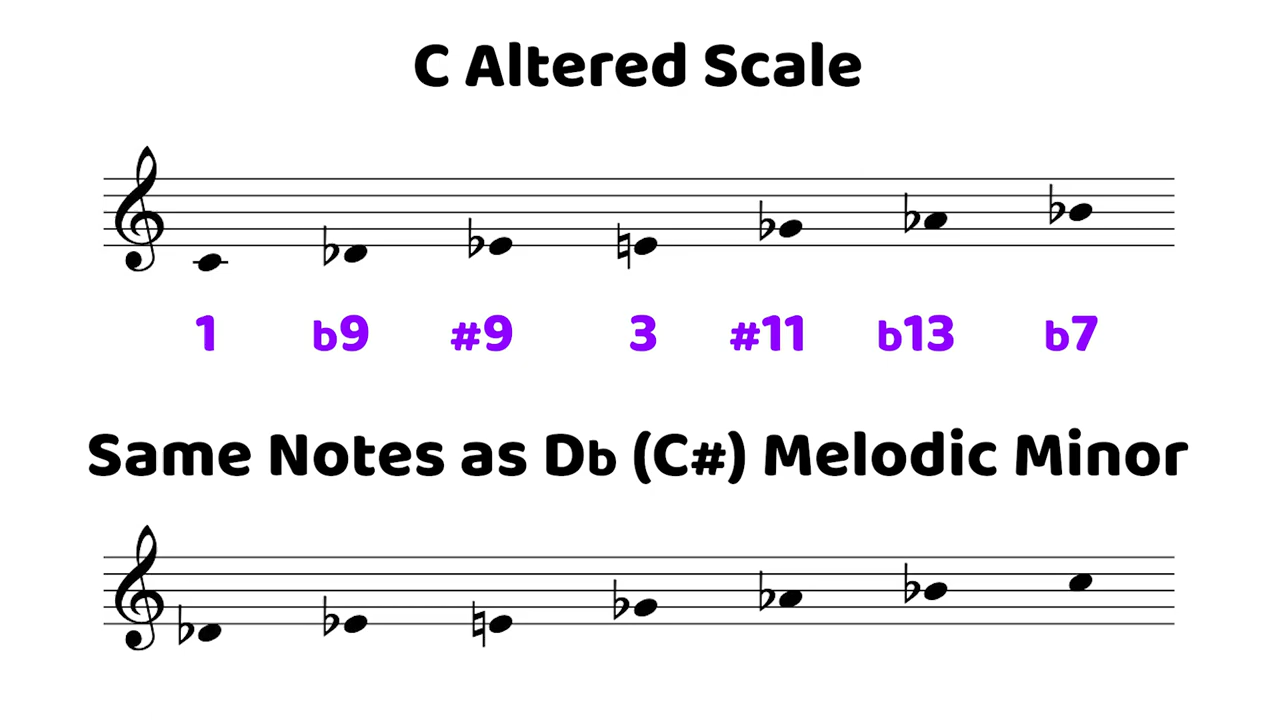 C Altered Scale
1 b9 #9 3 #11 b13 b7
Same Notes as Db (C#) Melodic Minor